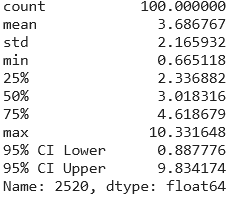 count 100.000000
mean 3.686767
std 2.165932
min 0.665118
25% 2.336882
50% 3.018316
75% 4.618679
max 10.331648
95% CI Lower 0.887776
95% CI Upper 9.834174
Name: 2520, dtype: float64